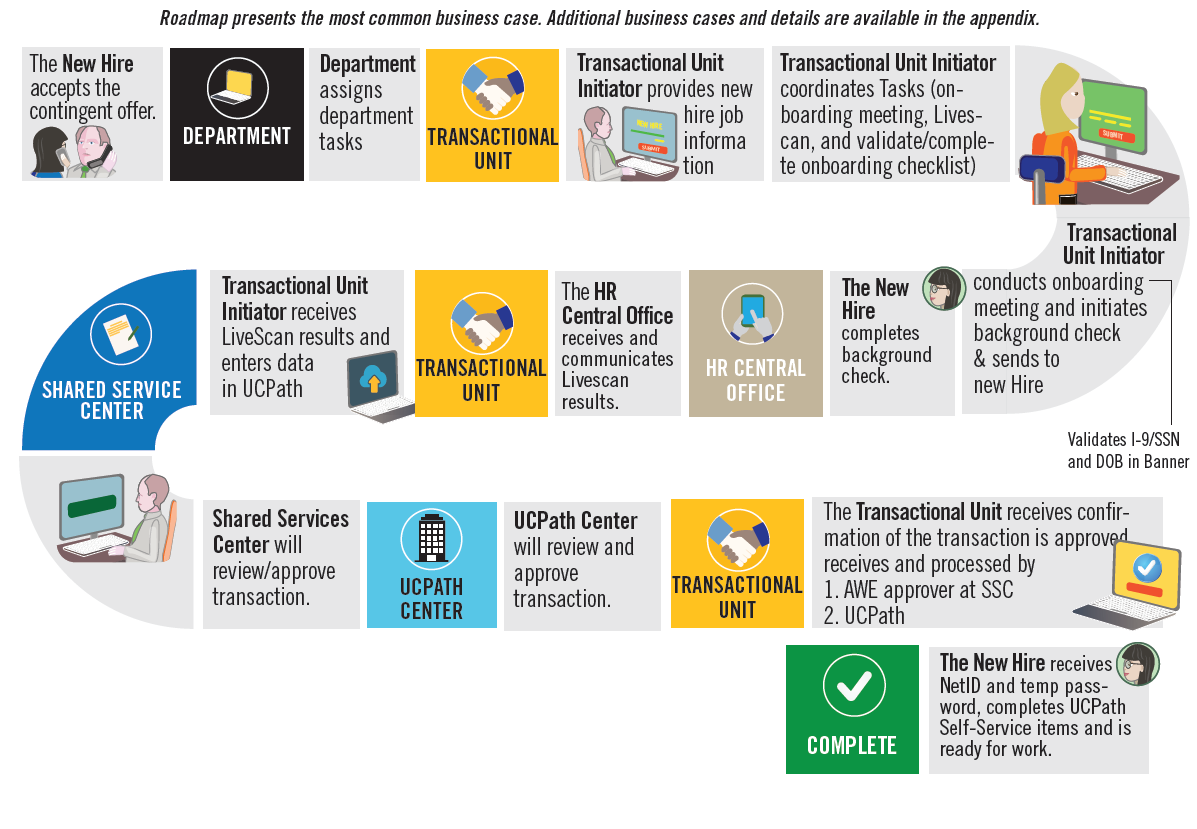 Roadmap presents the most common business case. Additional business cases and details are available in the appendix.
The New Hire
accepts the
contingent offer.
DEPARTMENT
Department
assigns
department
tasks
TRANSACTIONAL
UNIT
Transactional Unit
Initiator provides new
hire job
informa
tion
NEW HIRE
SUBMIT
Transactional Unit Initiator
coordinates Tasks (on-
boarding meeting, Lives-
can, and validate/comple-
te onboarding checklist)
SUBMIT
Transactional
Unit Initiator
conducts onboarding
meeting and initiates
background check
& sends to
new Hire
Validates I-9/SSN
and DOB in Banner
The New
Hire
completes
background
check.
HR CENTRAL
OFFICE
The HR
Central Office
receives and
communicates
Livescan
results.
TRANSACTIONAL
UNIT
Transactional Unit
Initiator receives
LiveScan results and
enters data
in UCPath
SHARED SERVICE
CENTER
Shared Services
Center will
review/approve
transaction.
UCPATH
CENTER
UCPath Center
will review and
approve
transaction.
TRANSACTIONAL
UNIT
The Transactional Unit receives confir-
mation of the transaction is approved
receives and processed by
1. AWE approver at SSC
2. UCPath
COMPLETE
The New Hire receives
NetID and temp pass-
word, completes UCPath
Self-Service items and is
ready for work.